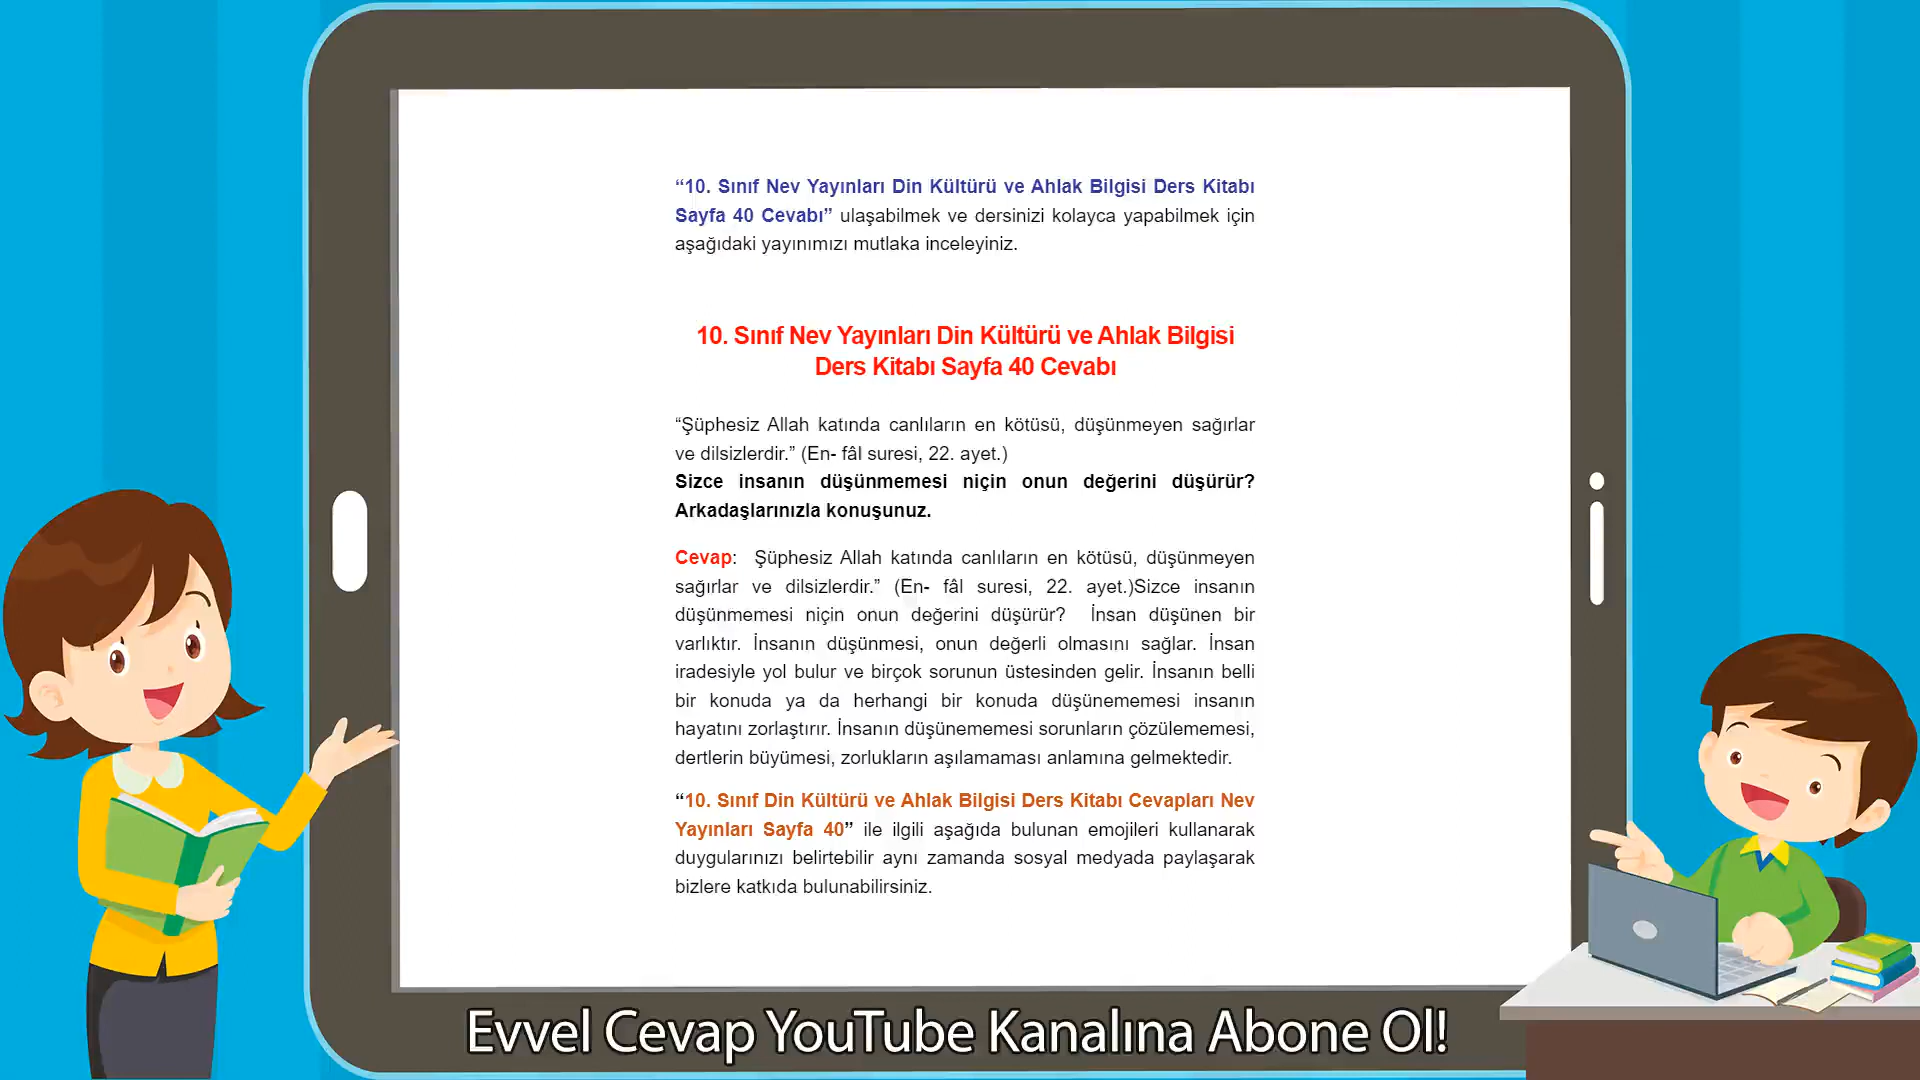 “10. Sınıf Nev Yayınları Din Kültürü ve Ahlak Bilgisi Ders Kitabı
Sayfa 40 Cevabı” ulaşabilmek ve dersinizi kolayca yapabilmek için
aşağıdaki yayınımızı mutlaka inceleyiniz.
10. Sınıf Nev Yayınları Din Kültürü ve Ahlak Bilgisi
Ders Kitabı Sayfa 40 Cevabı
“Şüphesiz Allah katında canlıların en kötüsü, düşünmeyen sağırlar
ve dilsizlerdir.” (En- fâl suresi, 22. ayet.)
Sizce insanın düşünmemesi niçin onun değerini düşürür?
Arkadaşlarınızla konuşunuz.
Cevap:  Şüphesiz Allah katında canlıların en kötüsü, düşünmeyen
sağırlar ve dilsizlerdir.” (En- fâl suresi, 22. ayet.)Sizce insanın
düşünmemesi niçin onun değerini düşürür?  İnsan düşünen bir
varlıktır. İnsanın düşünmesi, onun değerli olmasını sağlar. İnsan
iradesiyle yol bulur ve birçok sorunun üstesinden gelir. İnsanın belli
bir konuda ya da herhangi bir konuda düşünememesi insanın
hayatını zorlaştırır. İnsanın düşünememesi sorunların çözülememesi,
dertlerin büyümesi, zorlukların aşılamaması anlamına gelmektedir.
“10. Sınıf Din Kültürü ve Ahlak Bilgisi Ders Kitabı Cevapları Nev
Yayınları Sayfa 40” ile ilgili aşağıda bulunan emojileri kullanarak
duygularınızı belirtebilir aynı zamanda sosyal medyada paylaşarak
bizlere katkıda bulunabilirsiniz.
Evvel Cevap YouTube Kanalına Abone Ol!